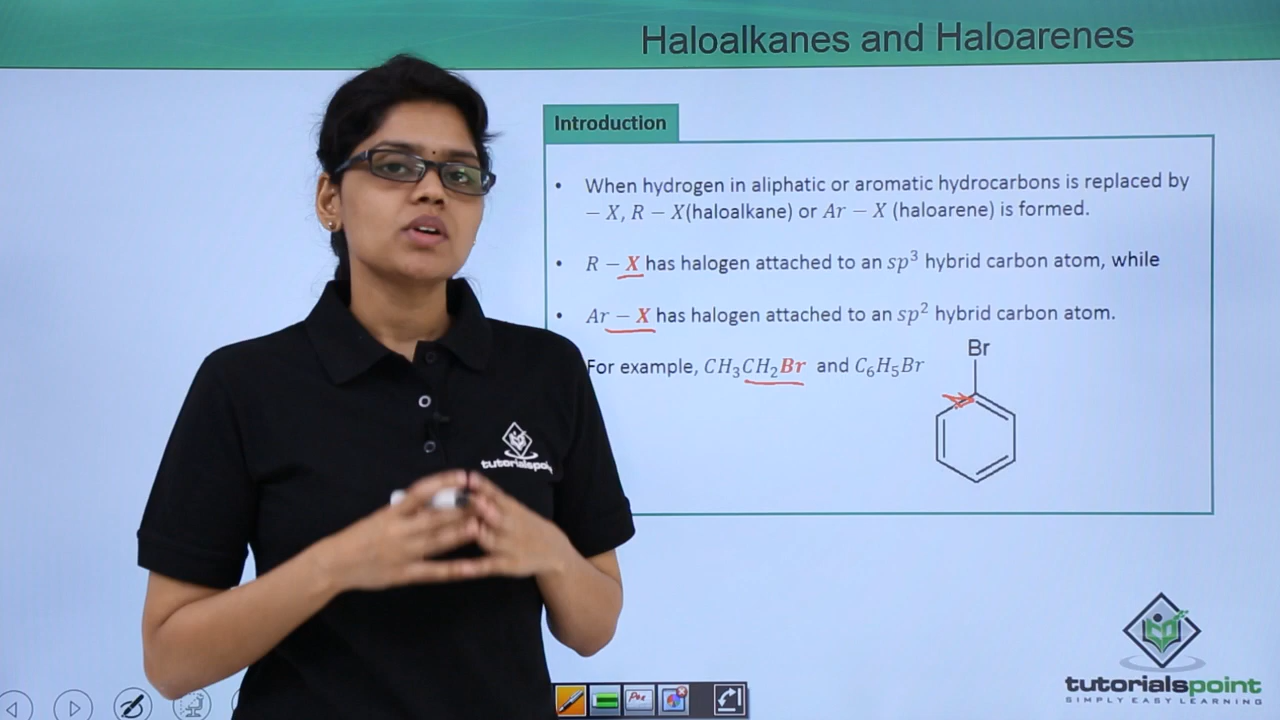 Haloalkanes and Haloarenes
Introduction
• When hydrogen in aliphatic or aromatic hydrocarbons is replaced by
– X, R – X(haloalkane) or Ar – X (haloarene) is formed.
• R – X has halogen attached to an sp³ hybrid carbon atom, while
• Ar – X has halogen attached to an sp² hybrid carbon atom.
For example, CH₃CH₂Br and C₆H₅Br
Br
tutorialspoint
Pen
tutorialspoint
SIMPLY EASY LEARNING